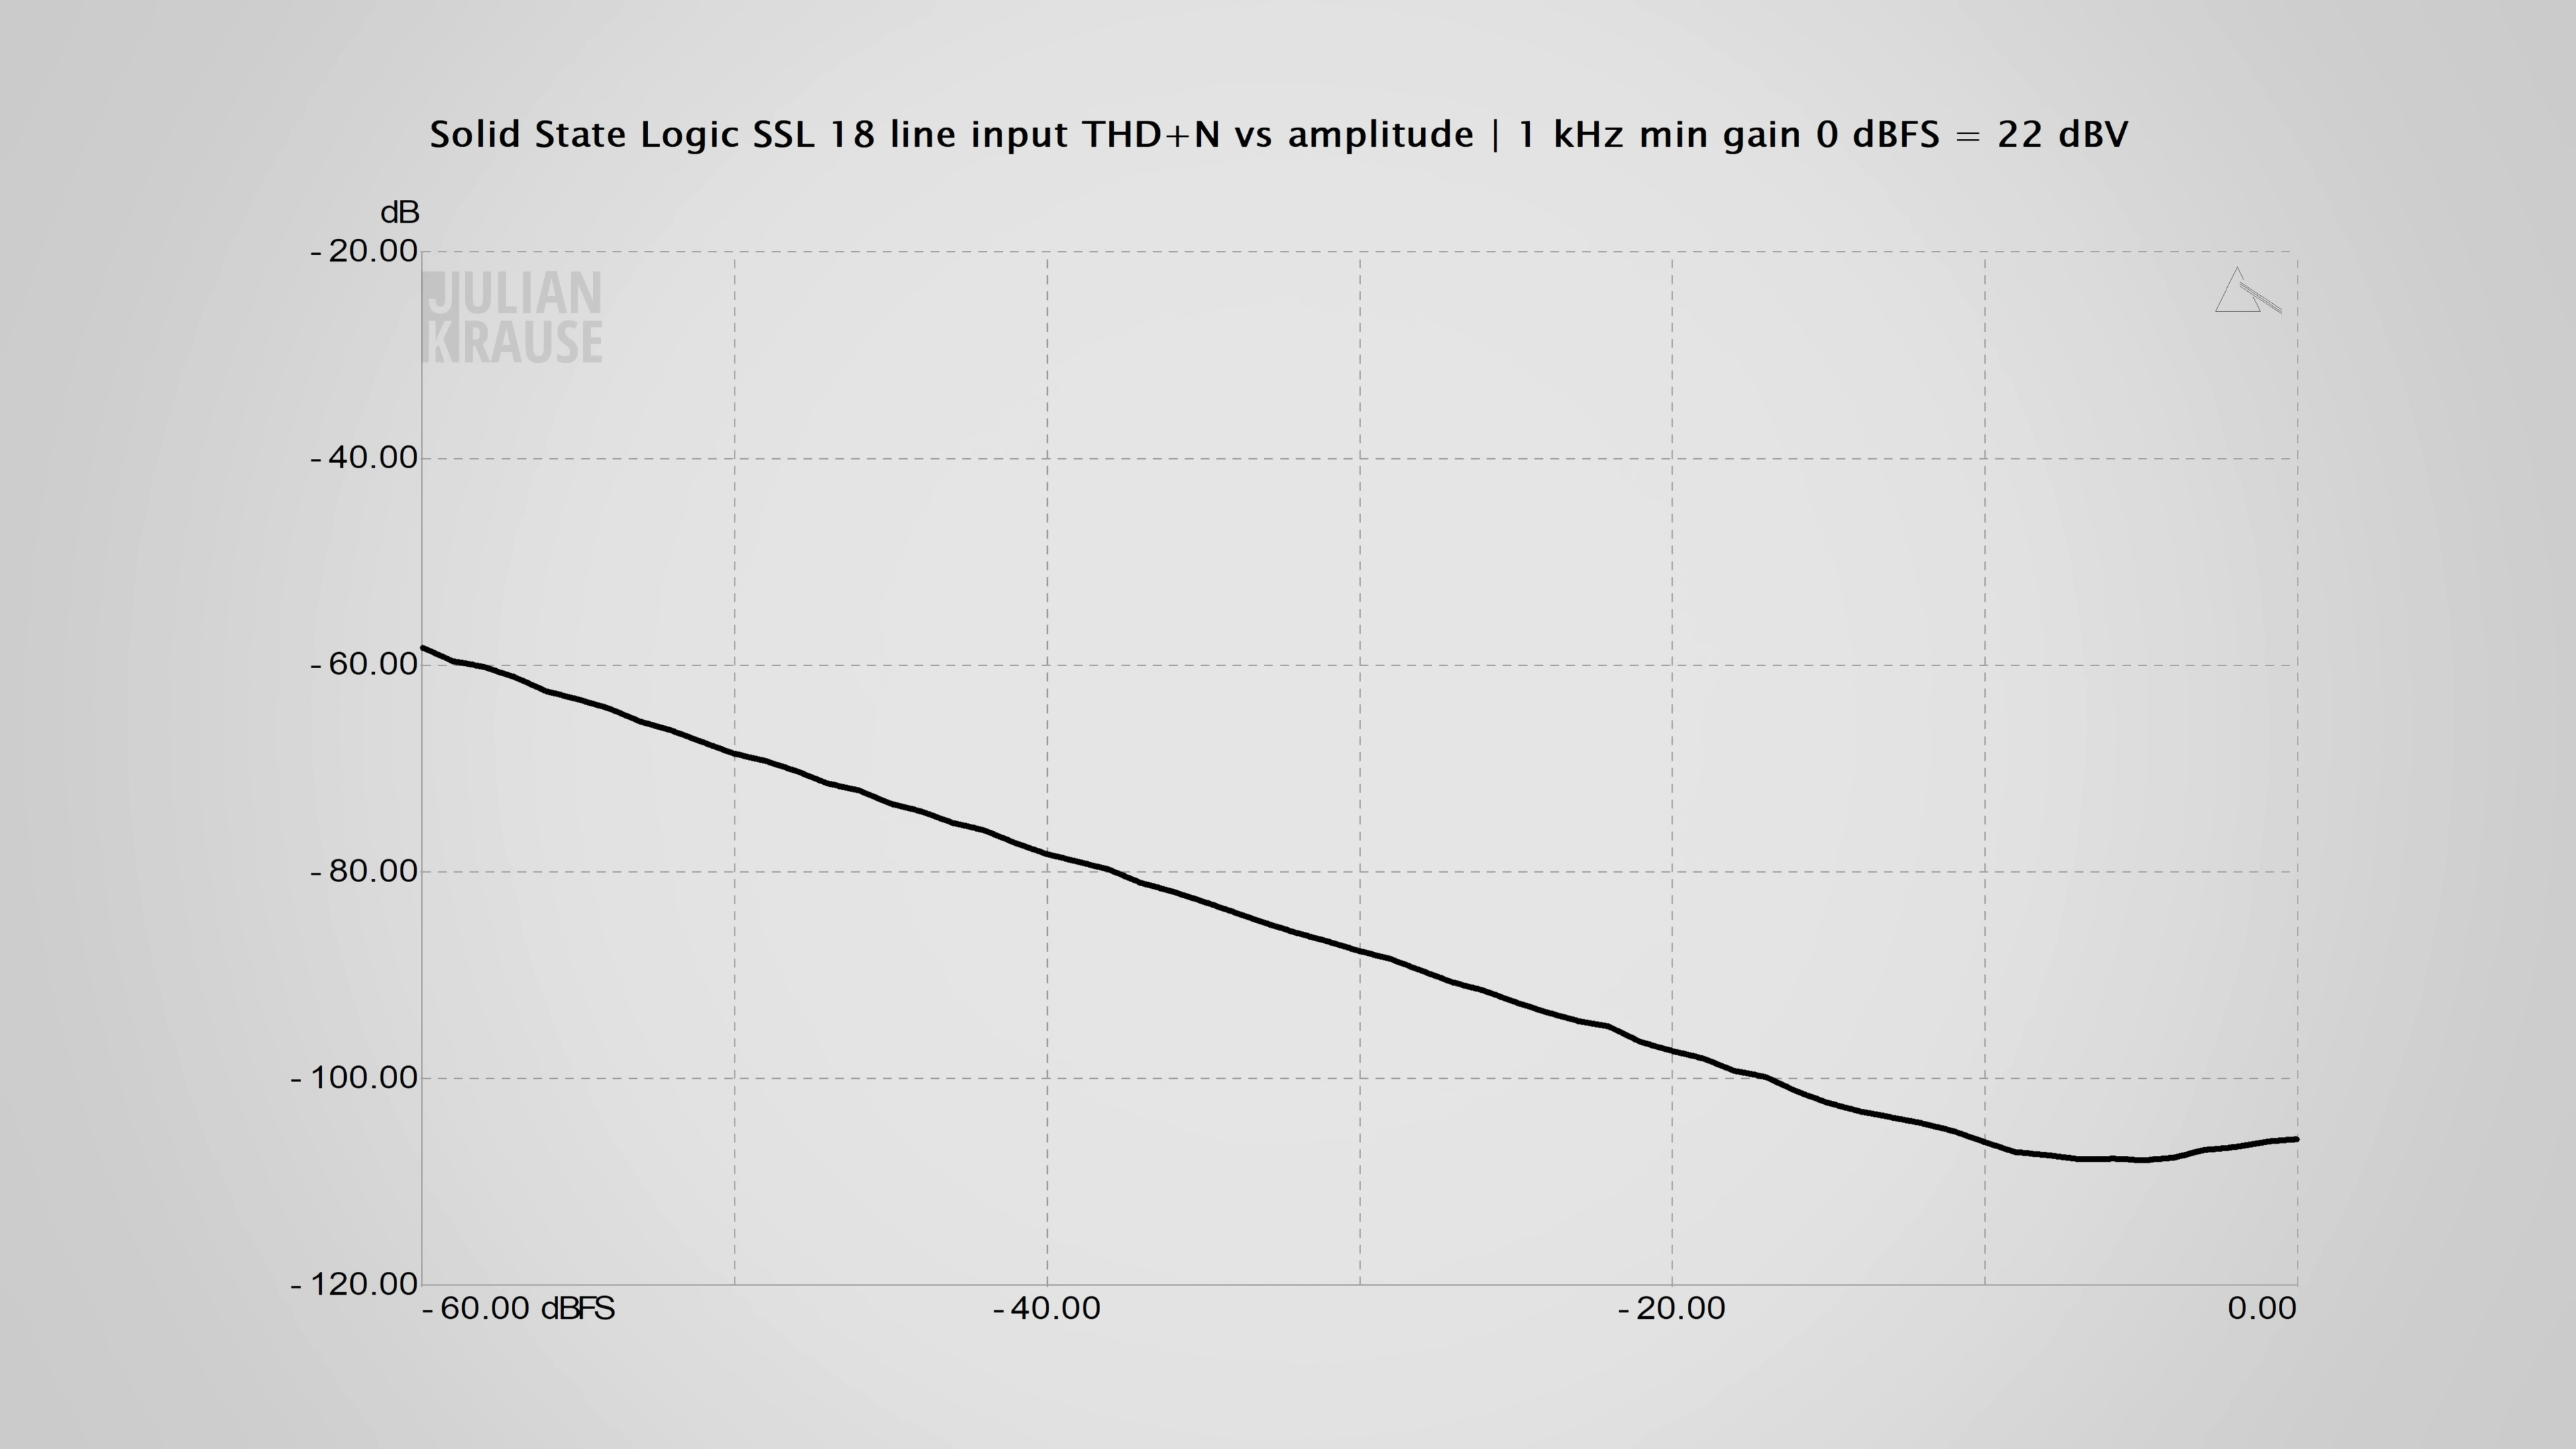 Solid State Logic SSL 18 line input THD+N vs amplitude | 1 kHz min gain 0 dBFS = 22 dBV
dB
-20.00
JULIAN
KRAUSE
-40.00
-60.00
-80.00
-100.00
-120.00
-60.00 dBFS
-40.00
-20.00
0.00